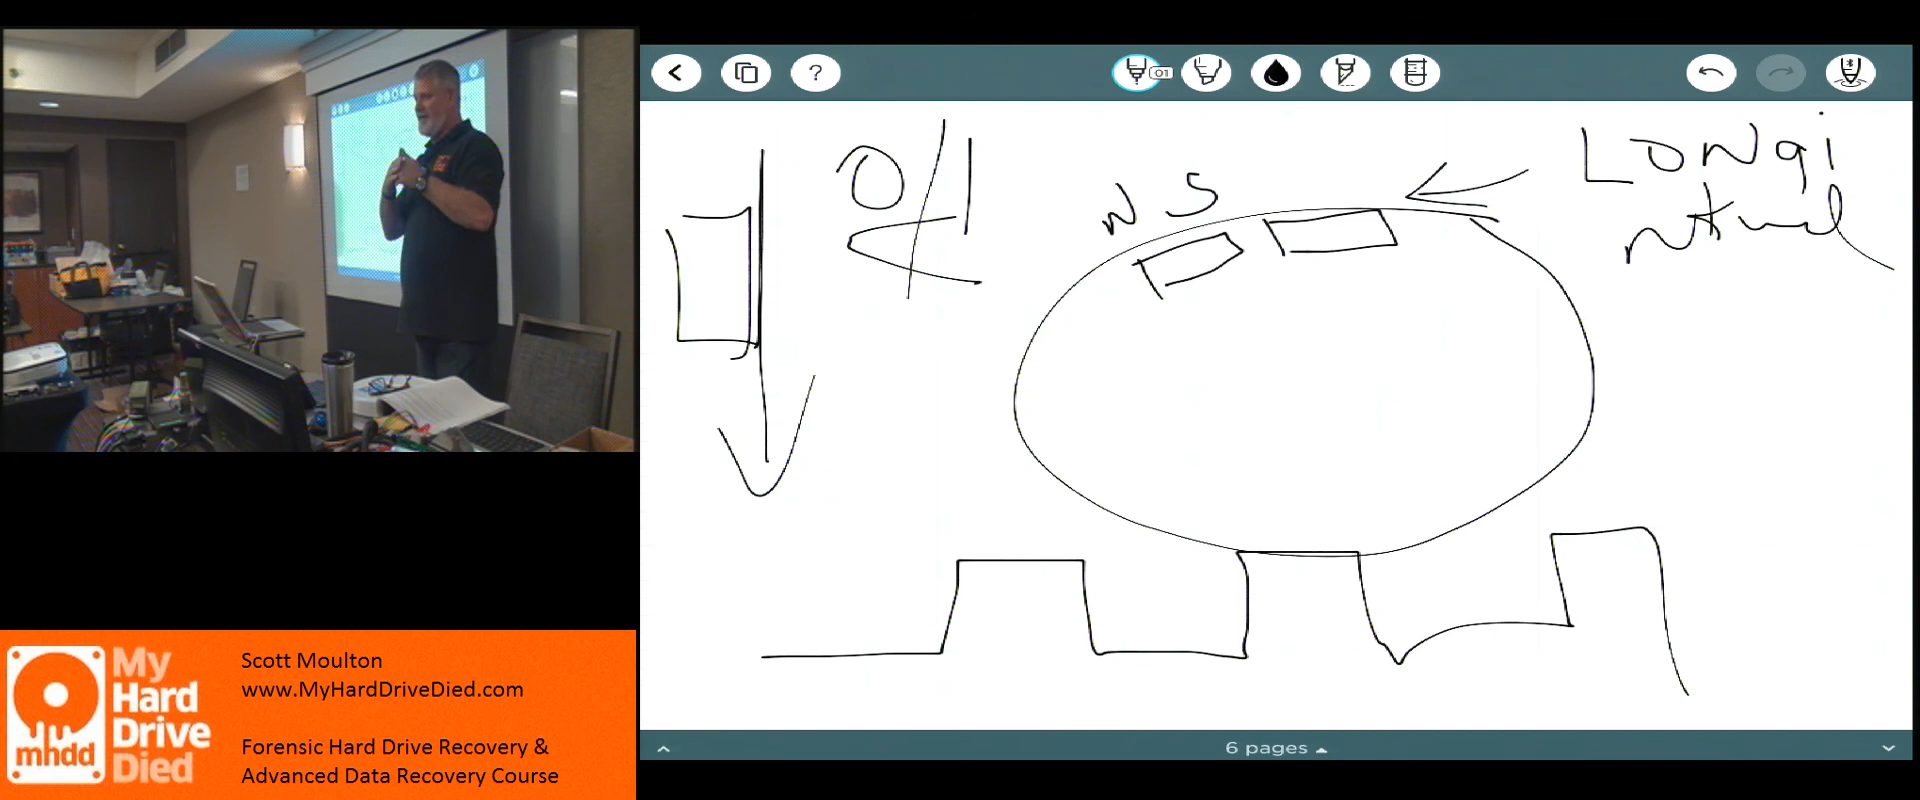 ?
01
0/1
N S
LONgi
6 pages
My
Hard
Drive
Died
mhdd
Scott Moulton
www.MyHardDriveDied.com
Forensic Hard Drive Recovery &
Advanced Data Recovery Course